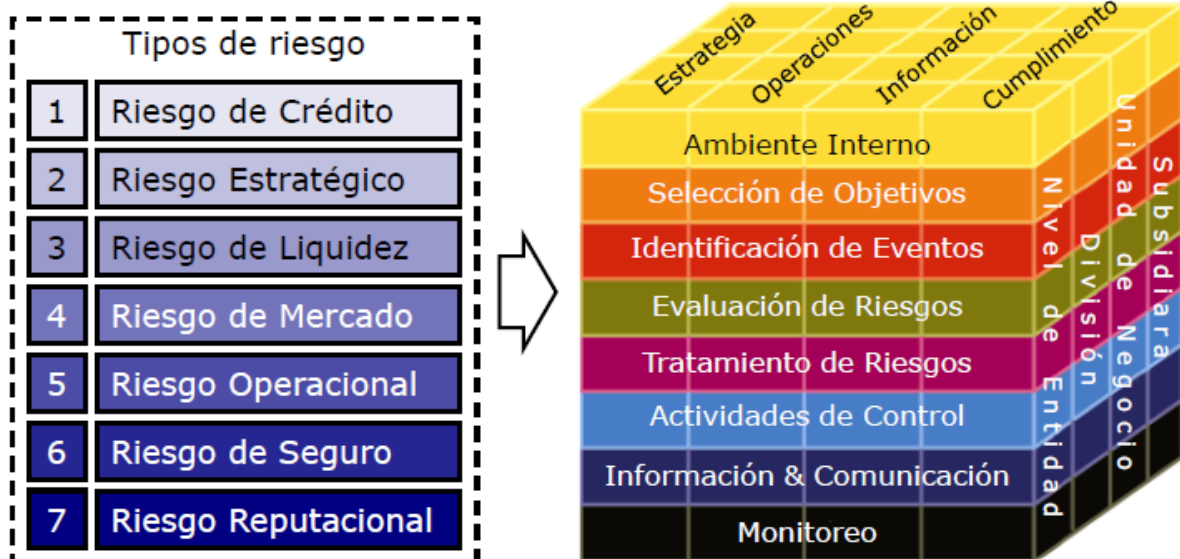 Tipos de riesgo
1 Riesgo de Crédito
2 Riesgo Estratégico
3 Riesgo de Liquidez
4 Riesgo de Mercado
5 Riesgo Operacional
6 Riesgo de Seguro
7 Riesgo Reputacional
Estrategia
Operaciones
Información
Cumplimiento
Ambiente Interno
Selección de Objetivos
Identificación de Eventos
Evaluación de Riesgos
Tratamiento de Riesgos
Actividades de Control
Información & Comunicación
Monitoreo
Nivel de Entidad
División
Unidad de Negocio
Subsidiara